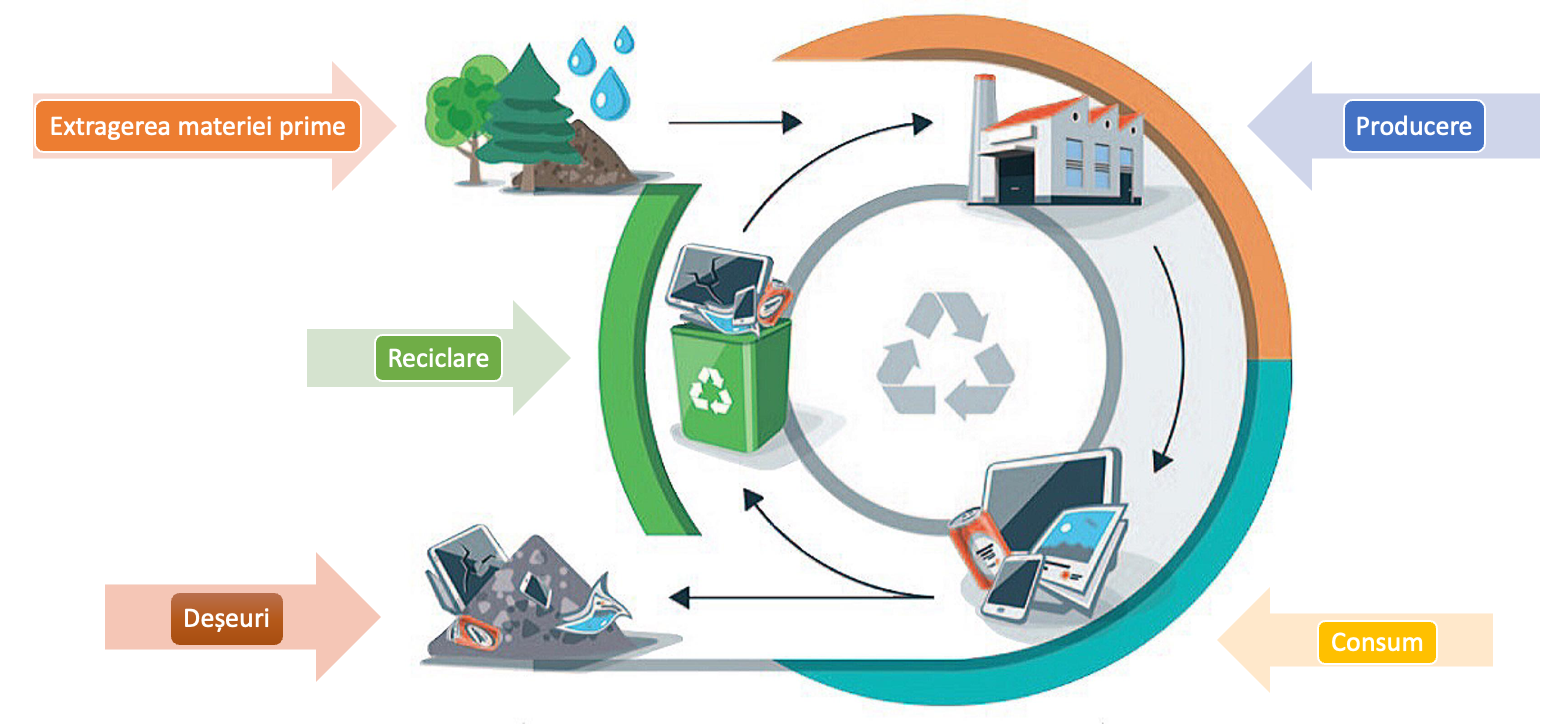 Extragerea materiei prime
Producere
Reciclare
Deșeuri
Consum